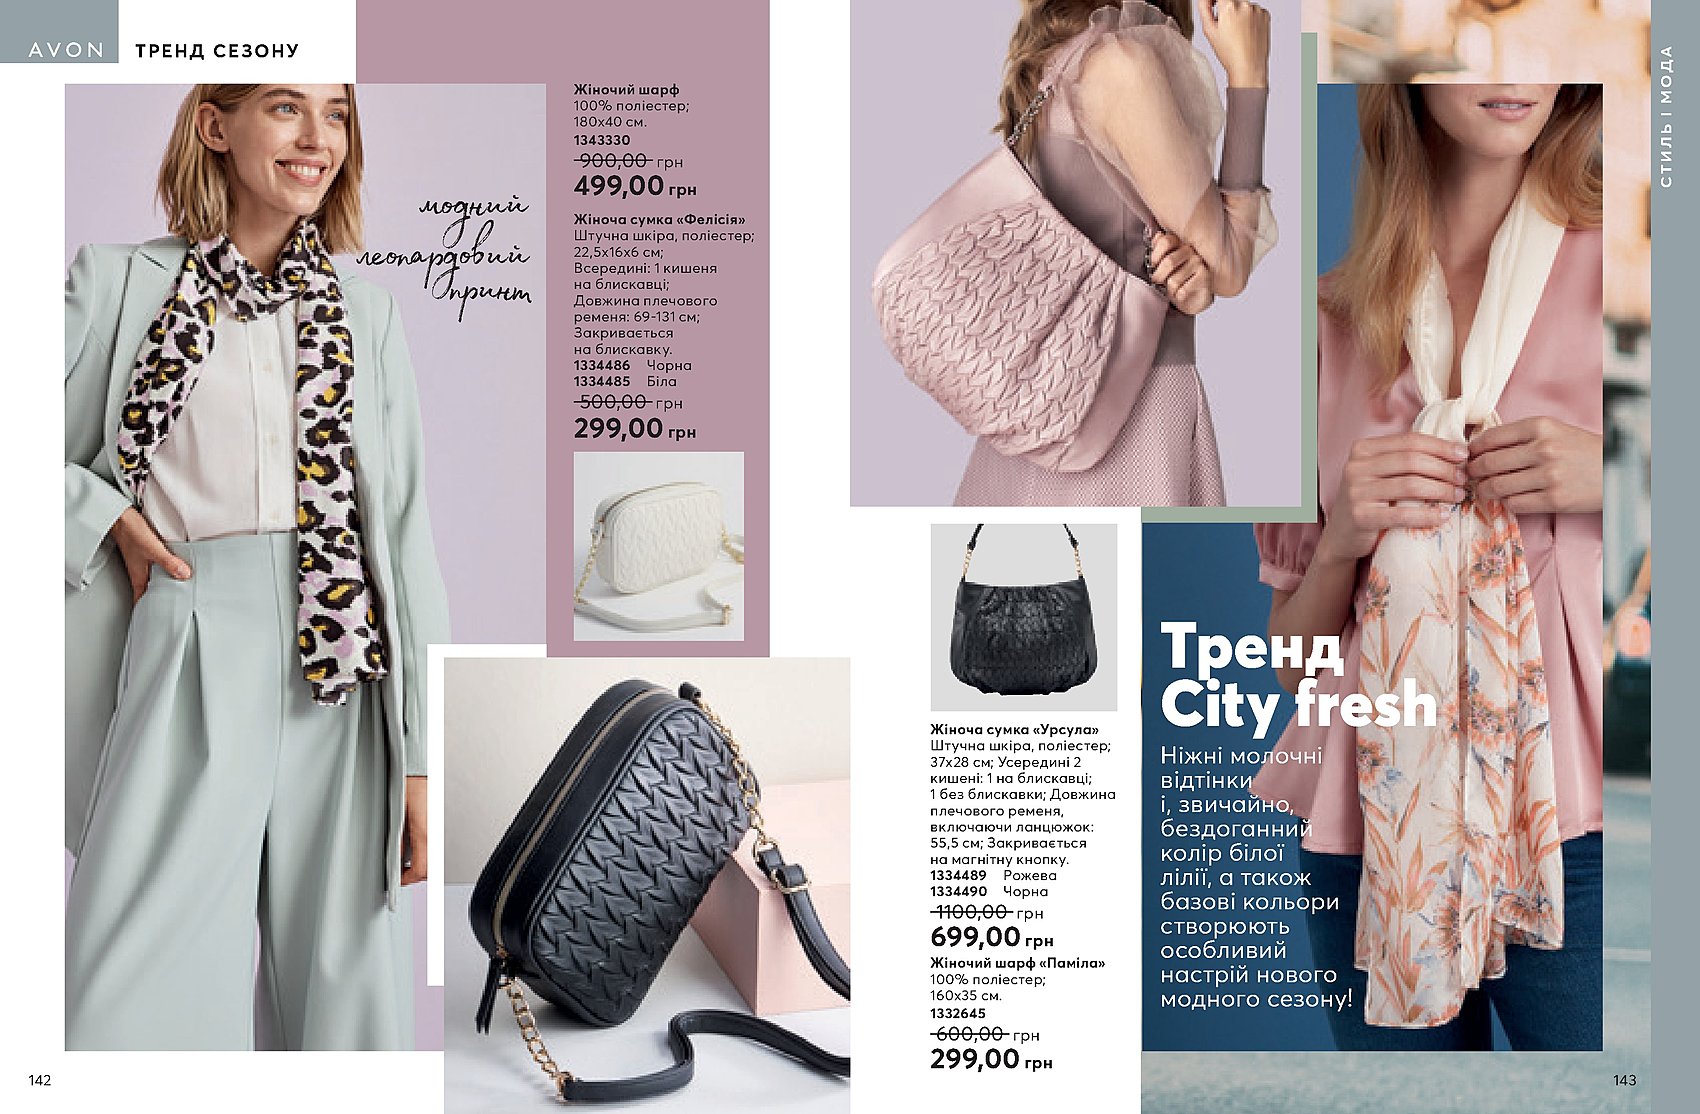 AVON
ТРЕНД СЕЗОНУ
модний
леопардовий
принт
Жіночий шарф
100% поліестер;
180х40 см.
1343330
900,00 грн
499,00 грн
Жіноча сумка «Фелісія»
Штучна шкіра, поліестер;
22,5х16х6 см;
Всередині: 1 кишеня
на блискавці;
Довжина плечового
ременя: 69-131 см;
Закривається
на блискавку.
1334486 Чорна
1334485 Біла
500,00 грн
299,00 грн
142
Жіноча сумка «Урсула»
Штучна шкіра, поліестер;
37х28 см; Усередині 2
кишені: 1 на блискавці;
1 без блискавки; Довжина
плечового ременя,
включаючи ланцюжок:
55,5 см; Закривається
на магнітну кнопку.
1334489 Рожева
1334490 Чорна
1100,00 грн
699,00 грн
Жіночий шарф «Паміла»
100% поліестер;
160х35 см.
1332645
600,00 грн
299,00 грн
Тренд
City fresh
Ніжні молочні
відтінки
і, звичайно,
бездоганний
колір білої
лілії, а також
базові кольори
створюють
особливий
настрій нового
модного сезону!
СТИЛЬ І МОДА
143